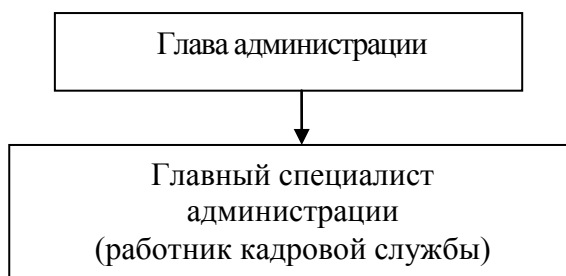 Глава администрации
Главный специалист
администрации
(работник кадровой службы)